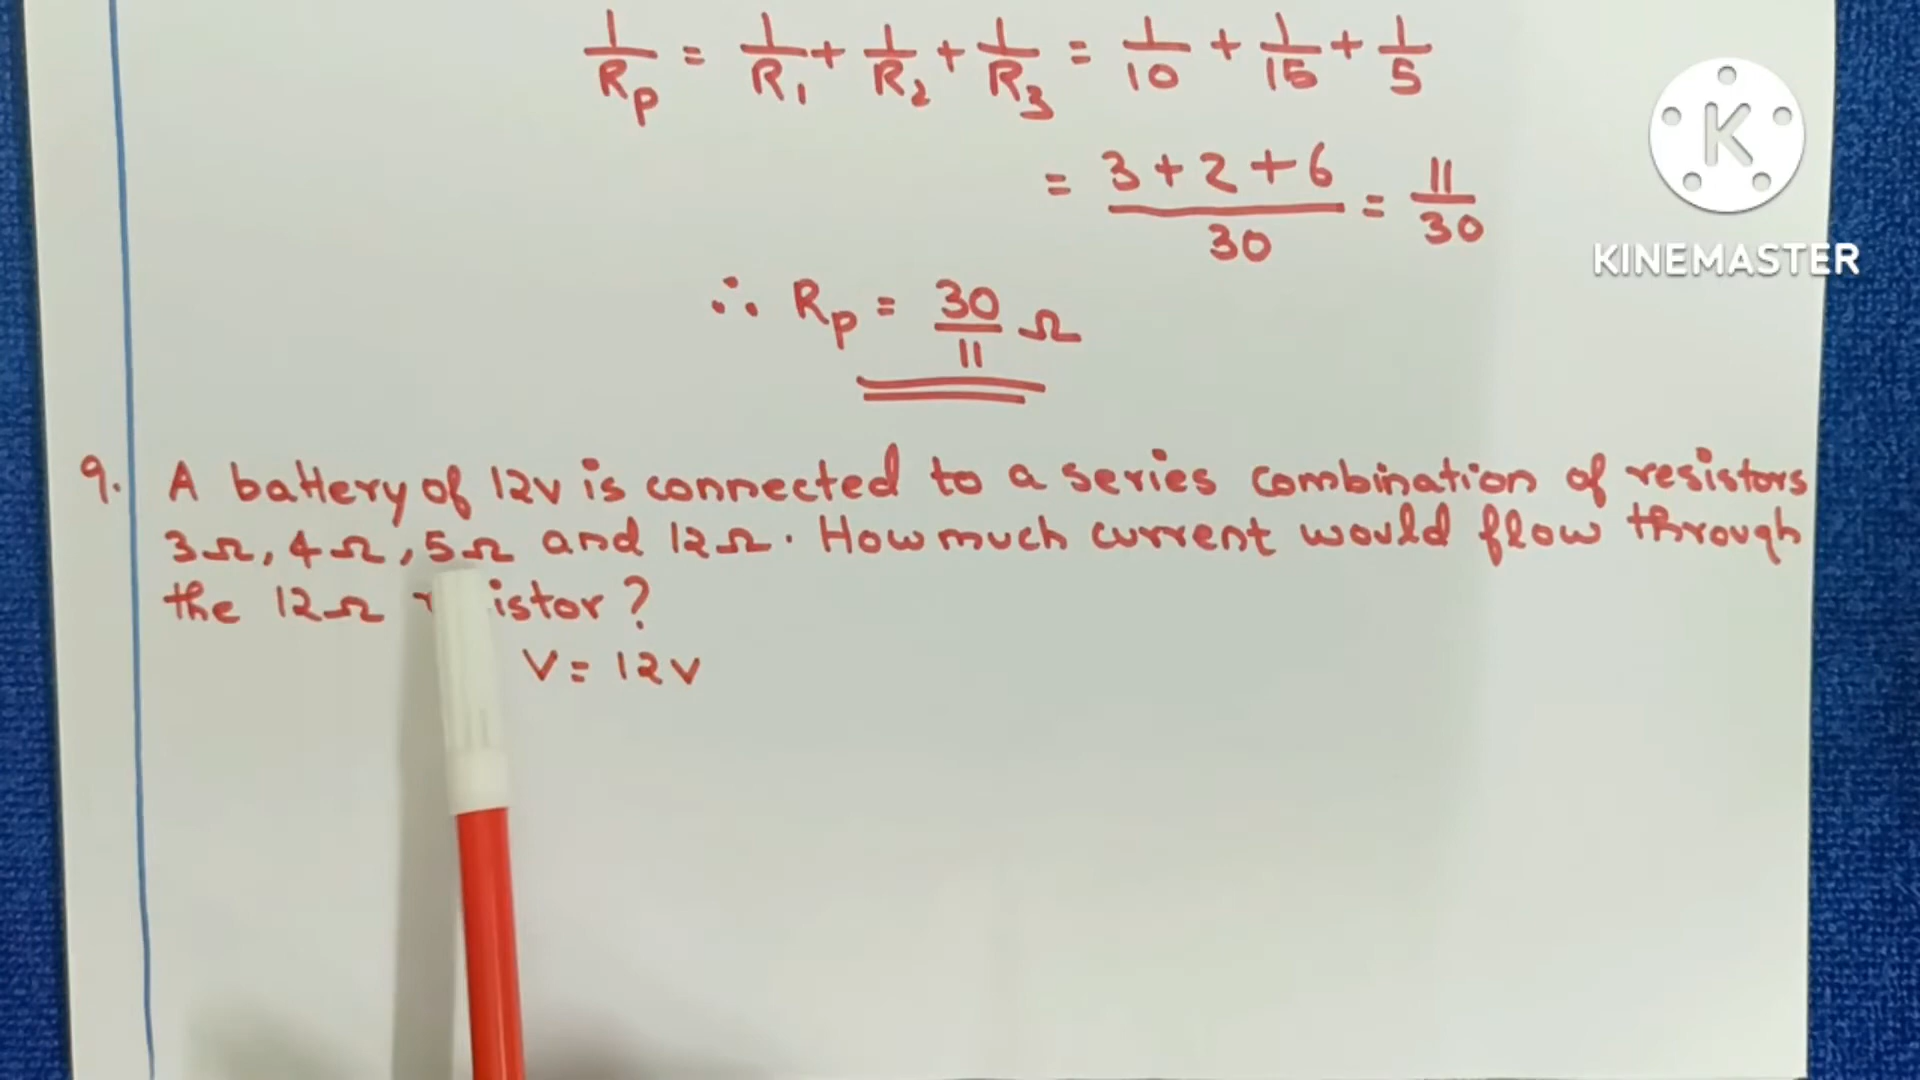 1/Rp = 1/R1 + 1/R2 + 1/R3 = 1/10 + 1/15 + 1/5
= 3+2+6/30 = 11/30
∴ Rp = 30/11 Ω
K
KINEMASTER
9. A battery of 12V is connected to a series combination of resistors
3Ω, 4Ω, 5Ω and 12Ω. How much current would flow through
the 12Ω istor?
V = 12V